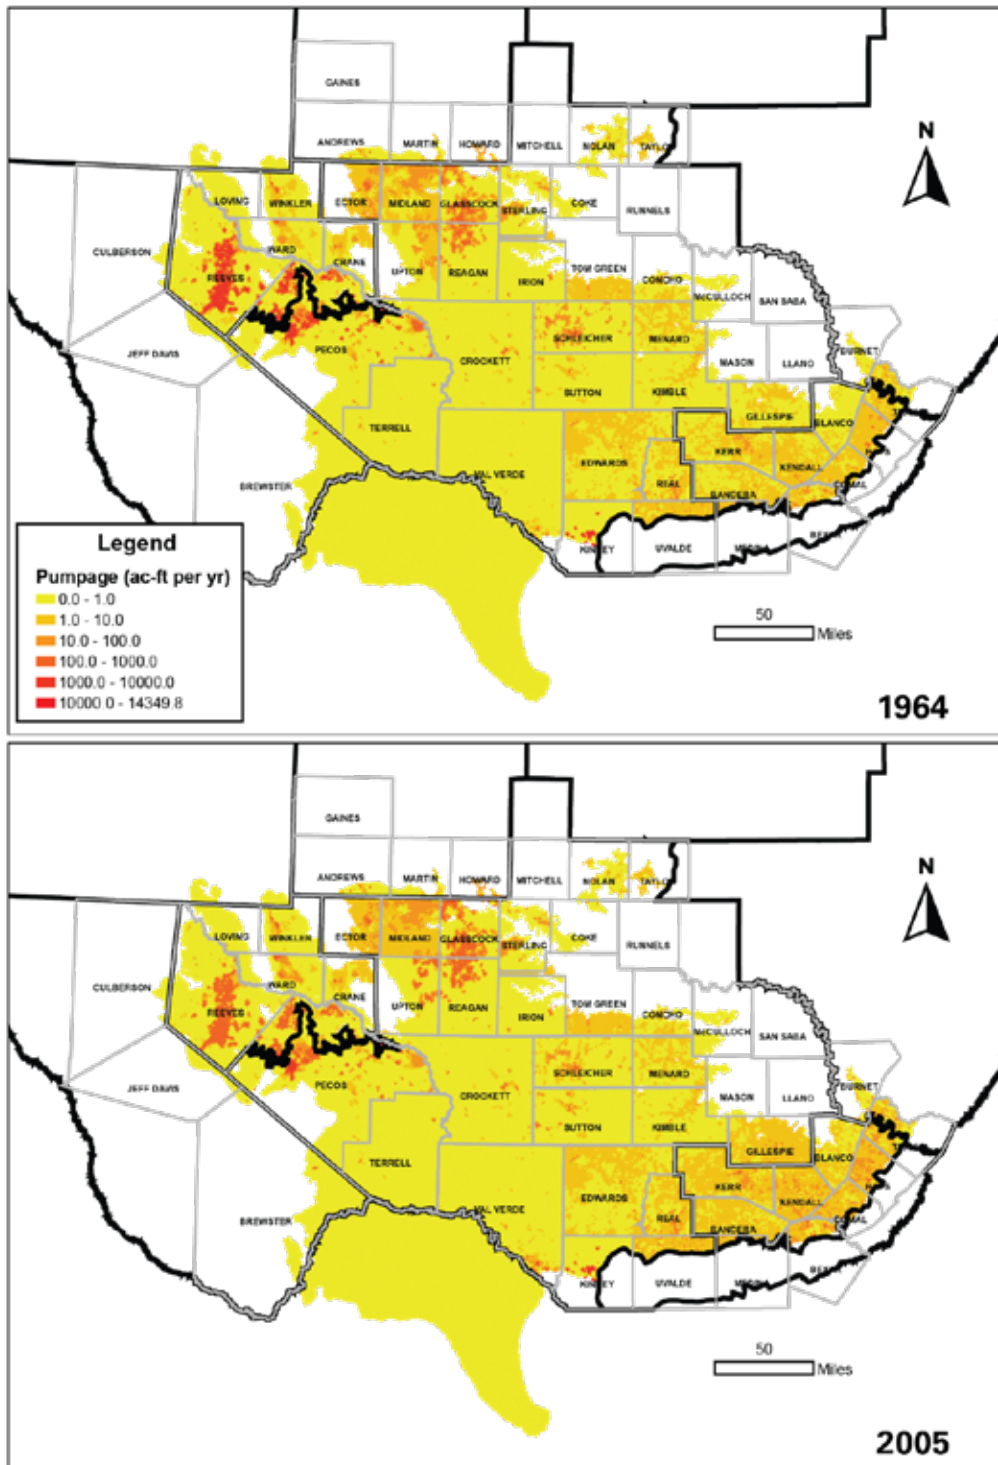 GAINES
ANDREWS MARTIN HOWARD MITCHELL NOLAN TAYLO
N
LOVING WINKLER ECTOR MIDLAND GLASSCOCK STERLING COKE RUNNELS
CULBERSON WARD CRANE
REEVES UPTON REAGAN IRION TOM GREEN CONCHO
McCULLOCH SAN SABA
JEFF DAVIS PECOS CROCKETT SCHLEICHER MENARD MASON LLANO BURNET
SUTTON KIMBLE GILLESPIE BLANCO
TERRELL KERR
EDWARDS KENDALL
BREWSTER VAL VERDE REAL BANDERA COMAL
KINNEY UVALDE
Legend
Pumpage (ac-ft per yr)
0.0 - 1.0
1.0 - 10.0
10.0 - 100.0
100.0 - 1000.0
1000.0 - 10000.0
10000.0 - 14349.8
50
Miles
1964
GAINES
ANDREWS MARTIN HOWARD MITCHELL NOLAN TAYLO
N
LOVING WINKLER ECTOR MIDLAND GLASSCOCK STERLING COKE RUNNELS
CULBERSON WARD CRANE
REEVES UPTON REAGAN IRION TOM GREEN CONCHO
McCULLOCH SAN SABA
JEFF DAVIS PECOS CROCKETT SCHLEICHER MENARD MASON LLANO BURNET
SUTTON KIMBLE GILLESPIE BLANCO
TERRELL KERR
EDWARDS KENDALL
BREWSTER VAL VERDE REAL BANDERA COMAL
KINNEY UVALDE
50
Miles
2005